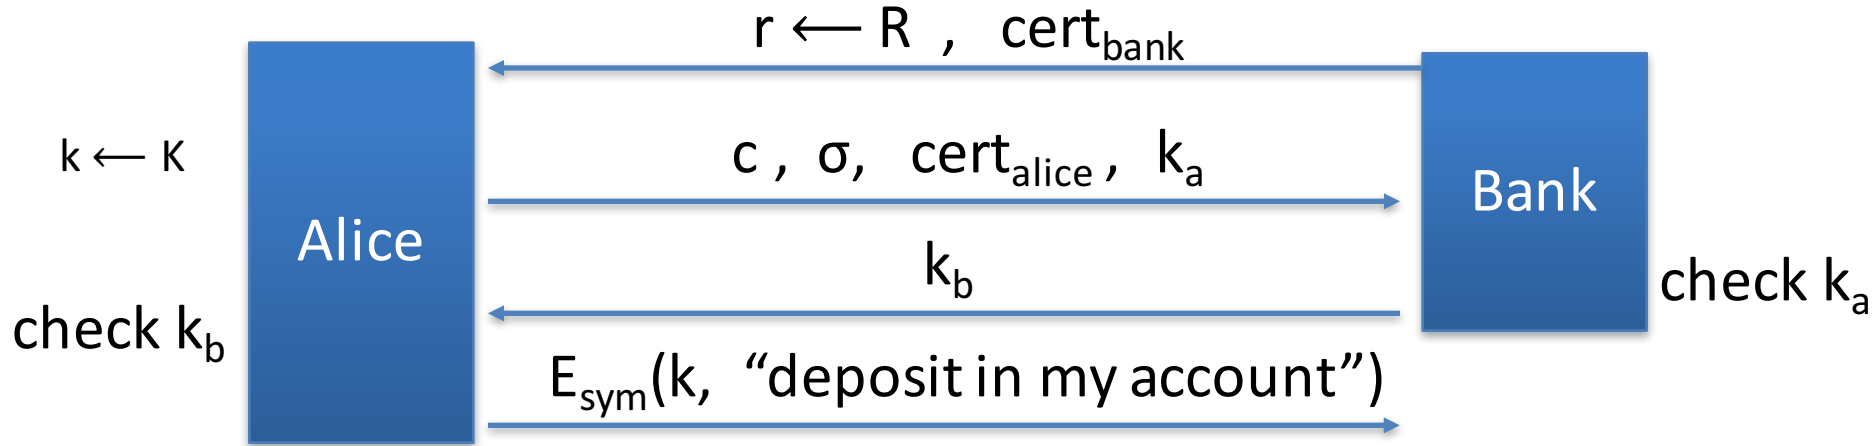 r ⟵ R , cert_bank
k ⟵ K
c , σ, cert_alice , k_a
Alice
Bank
k_b
check k_a
check k_b
E_sym(k, “deposit in my account”)